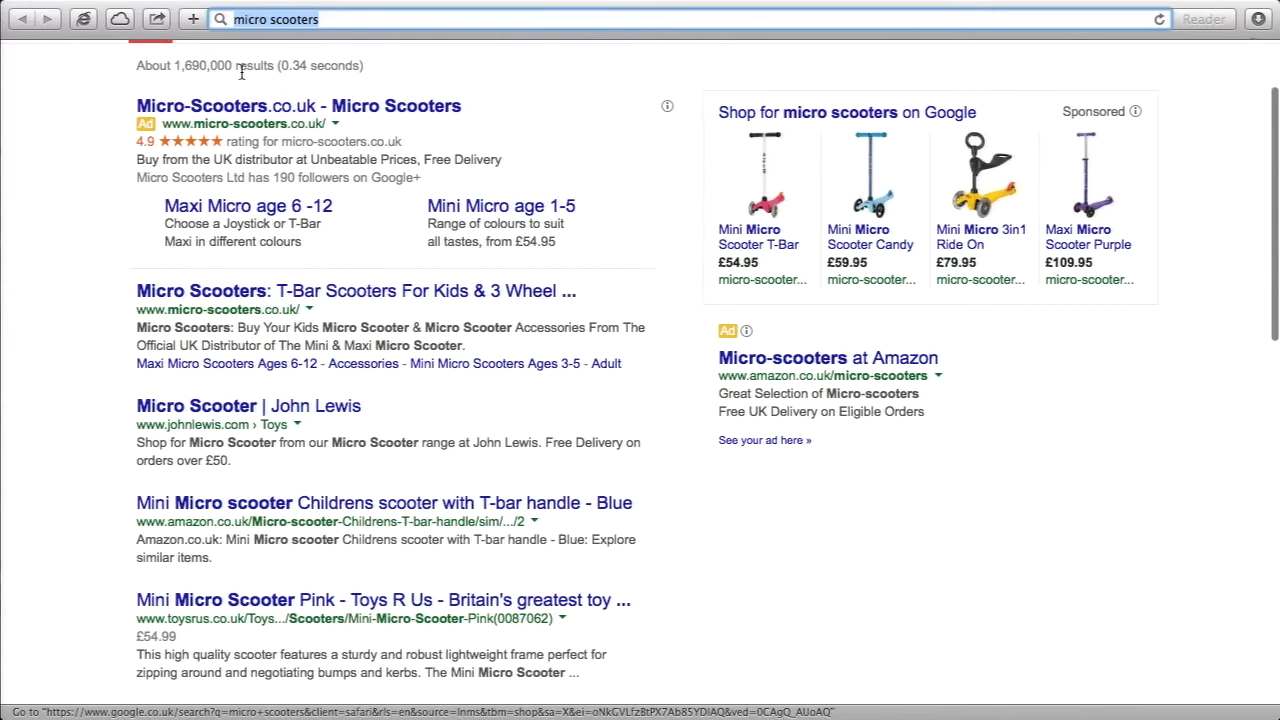 micro scooters
Reader
About 1,690,000 results (0.34 seconds)
Micro-Scooters.co.uk - Micro Scooters
Ad www.micro-scooters.co.uk/
4.9 ★★★★★ rating for micro-scooters.co.uk
Buy from the UK distributor at Unbeatable Prices, Free Delivery
Micro Scooters Ltd has 190 followers on Google+
Maxi Micro age 6 -12
Choose a Joystick or T-Bar
Maxi in different colours
Mini Micro age 1-5
Range of colours to suit
all tastes, from £54.95
Micro Scooters: T-Bar Scooters For Kids & 3 Wheel ...
www.micro-scooters.co.uk/
Micro Scooters: Buy Your Kids Micro Scooter & Micro Scooter Accessories From The
Official UK Distributor of The Mini & Maxi Micro Scooter.
Maxi Micro Scooters Ages 6-12 - Accessories - Mini Micro Scooters Ages 3-5 - Adult
Micro Scooter | John Lewis
www.johnlewis.com › Toys
Shop for Micro Scooter from our Micro Scooter range at John Lewis. Free Delivery on
orders over £50.
Mini Micro scooter Childrens scooter with T-bar handle - Blue
www.amazon.co.uk/Micro-scooter-Childrens-T-bar-handle/sim/.../2
Amazon.co.uk: Mini Micro scooter Childrens scooter with T-bar handle - Blue: Explore
similar items.
Mini Micro Scooter Pink - Toys R Us - Britain's greatest toy ...
www.toysrus.co.uk/Toys.../Scooters/Mini-Micro-Scooter-Pink(0087062)
£54.99
This high quality scooter features a sturdy and robust lightweight frame perfect for
zipping around and negotiating bumps and kerbs. The Mini Micro Scooter ...
Shop for micro scooters on Google
Sponsored
Mini Micro
Scooter T-Bar
£54.95
micro-scooter...
Mini Micro
Scooter Candy
£59.95
micro-scooter...
Mini Micro 3in1
Ride On
£79.95
micro-scooter...
Maxi Micro
Scooter Purple
£109.95
micro-scooter...
Ad
Micro-scooters at Amazon
www.amazon.co.uk/micro-scooters
Great Selection of Micro-scooters
Free UK Delivery on Eligible Orders
See your ad here »
Go to "https://www.google.co.uk/search?q=micro+scooters&client=safari&rls=en&source=lnms&tbm=shop&sa=X&ei=oNkGVLfzBtPX7Ab85YDIAQ&ved=0CAgQ_AUoAQ"